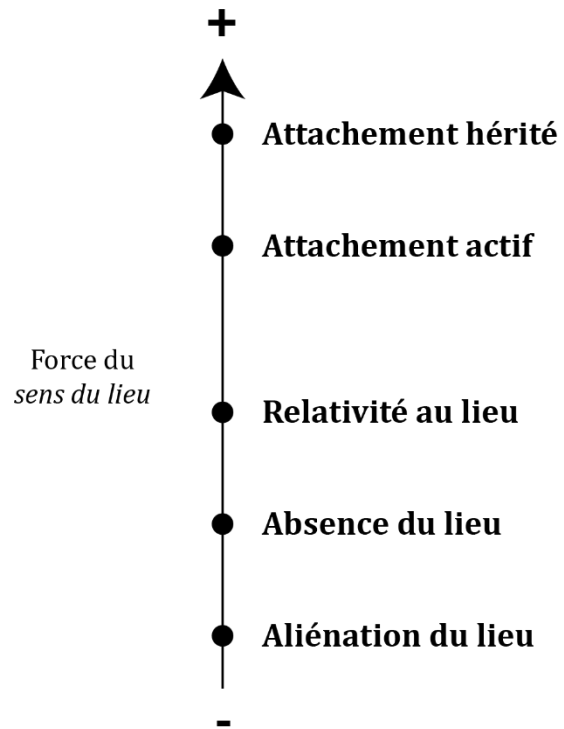 +
Attachement hérité
Attachement actif
Force du
sens du lieu
Relativité au lieu
Absence du lieu
Aliénation du lieu
-